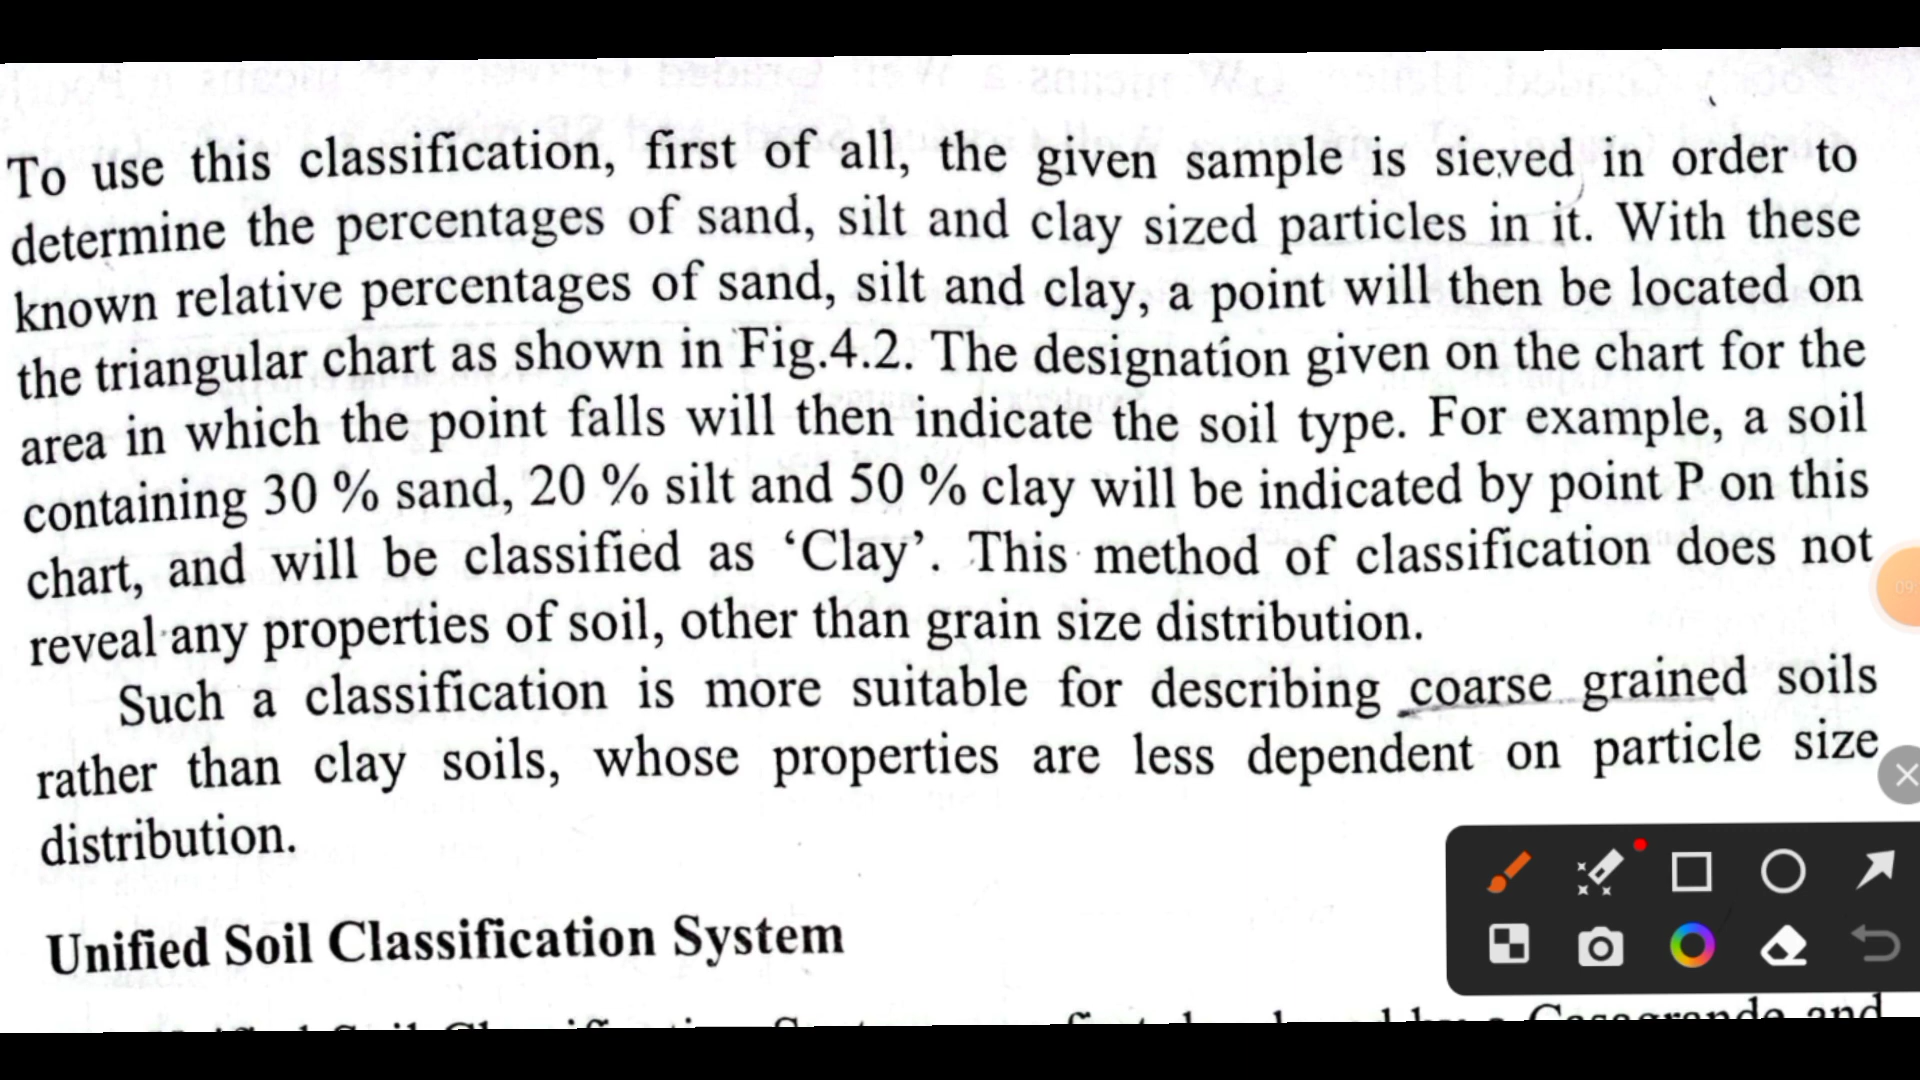 To use this classification, first of all, the given sample is sieved in order to
determine the percentages of sand, silt and clay sized particles in it. With these
known relative percentages of sand, silt and clay, a point will then be located on
the triangular chart as shown in Fig.4.2. The designation given on the chart for the
area in which the point falls will then indicate the soil type. For example, a soil
containing 30 % sand, 20 % silt and 50 % clay will be indicated by point P on this
chart, and will be classified as ‘Clay’. This method of classification does not
reveal any properties of soil, other than grain size distribution.
Such a classification is more suitable for describing coarse grained soils
rather than clay soils, whose properties are less dependent on particle size
distribution.
Unified Soil Classification System
Soil Classification System Casagrande and
09